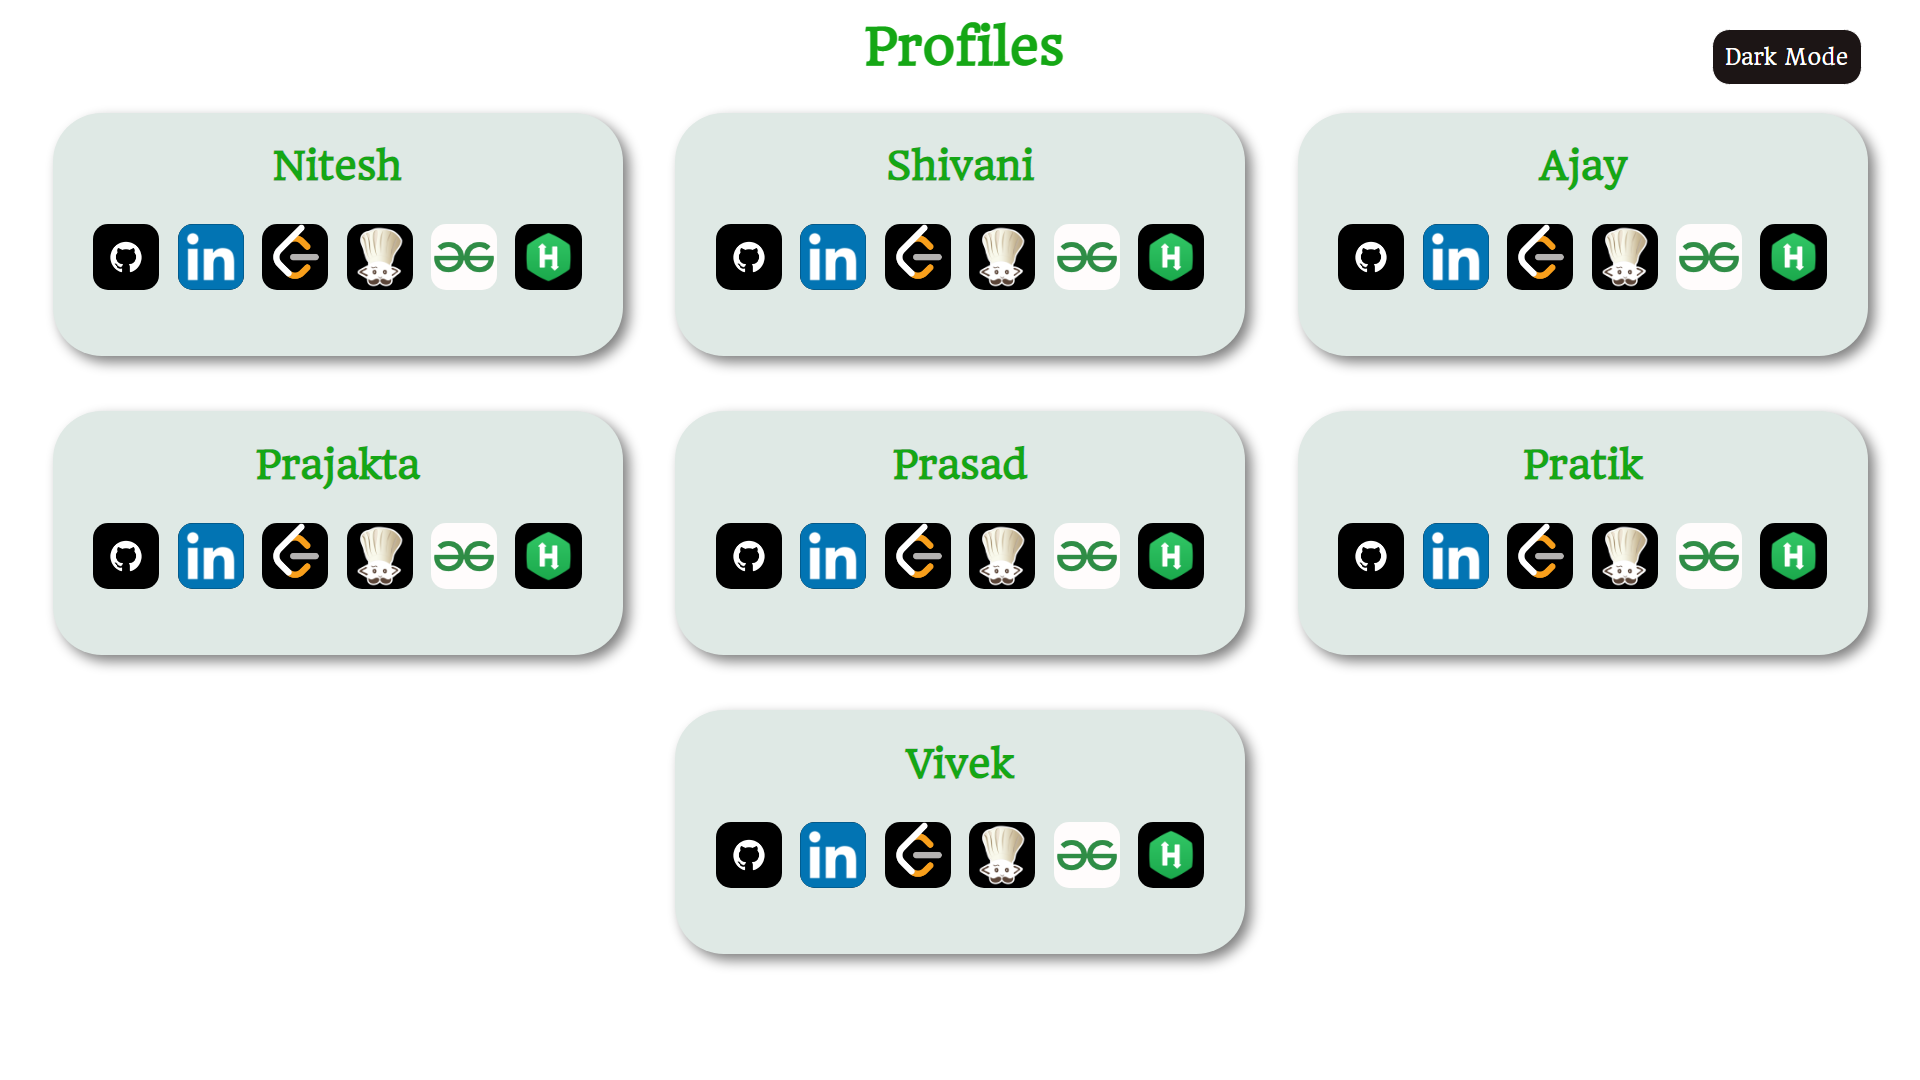 Profiles
Dark Mode
Nitesh
Shivani
Ajay
Prajakta
Prasad
Pratik
Vivek